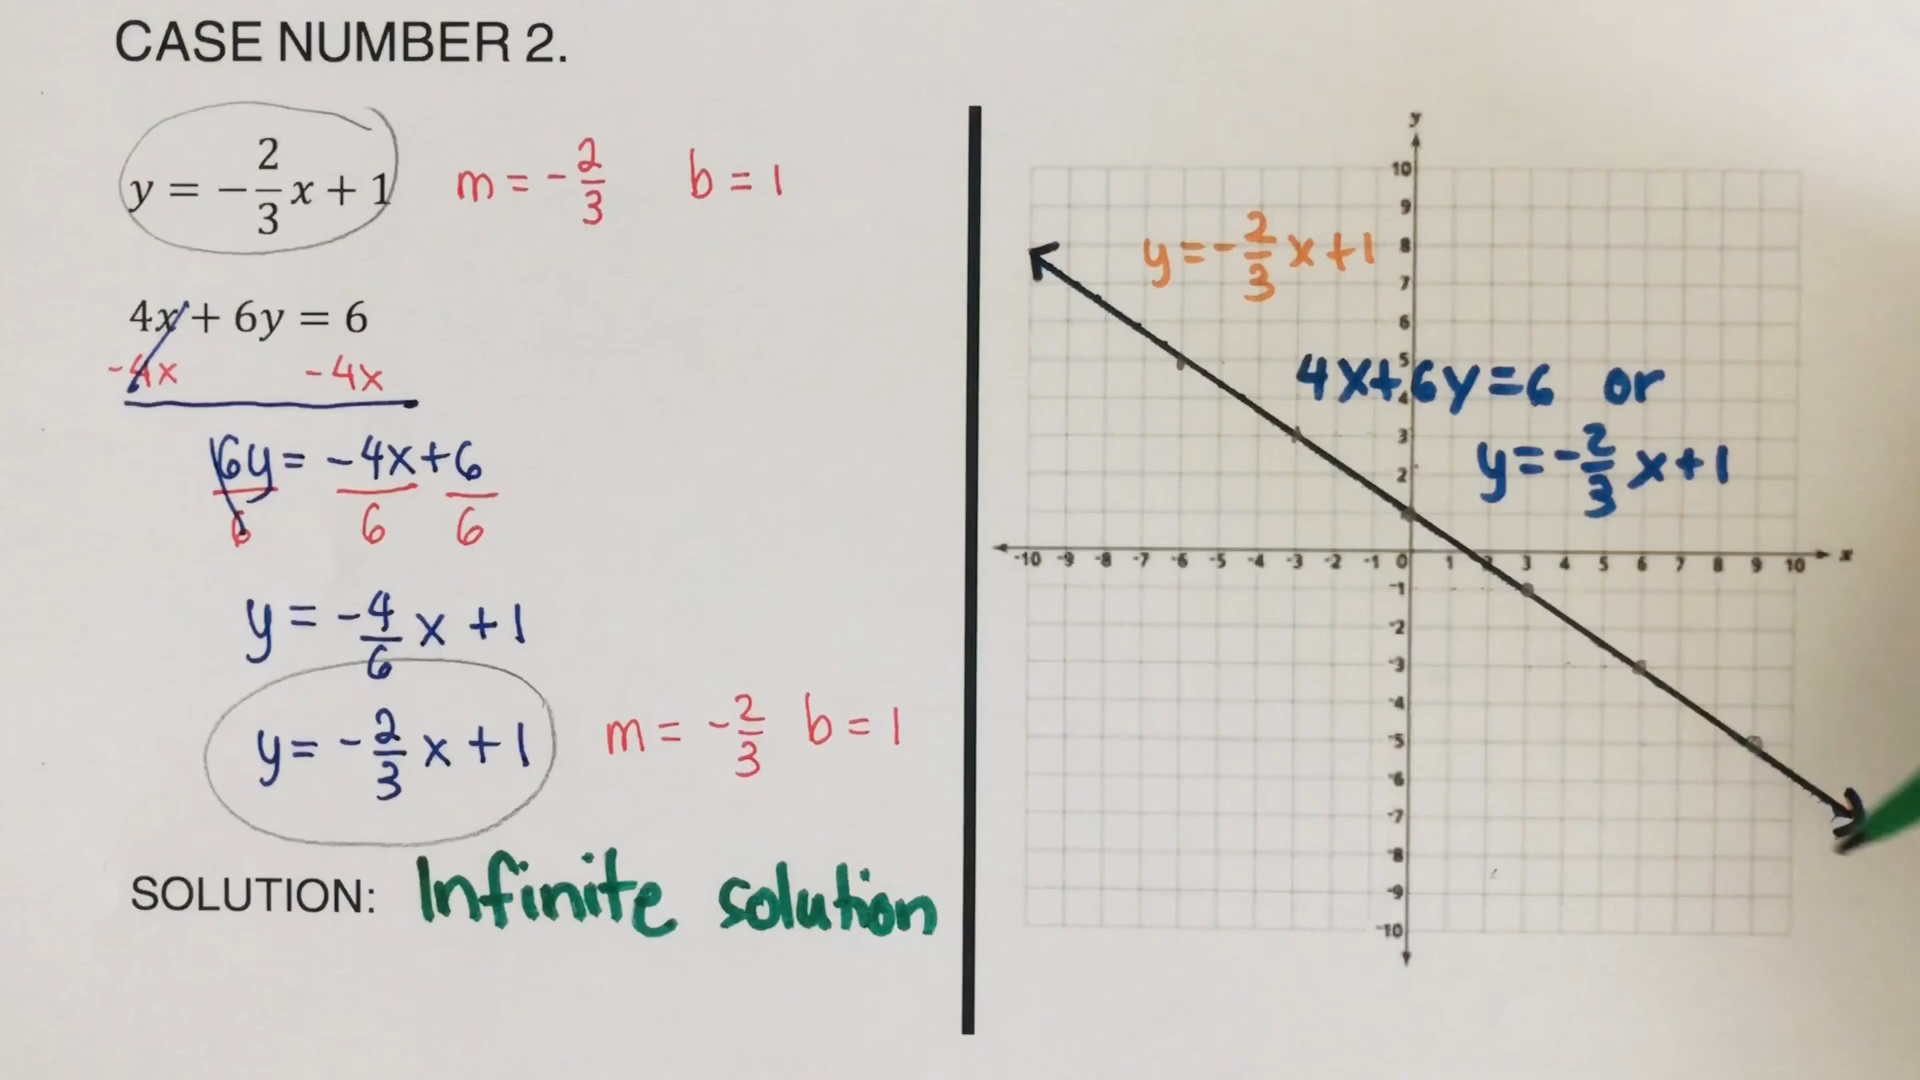 CASE NUMBER 2.
y = -2/3 x + 1   m = -2/3   b = 1
4x + 6y = 6
-4x   -4x
6y = -4x + 6
6   6   6
y = -4/6 x + 1
y = -2/3 x + 1   m = -2/3   b = 1
SOLUTION: Infinite solution
y
10
9
y = -2/3 x + 1   8
7
6
5
4x + 6y = 6 or
4
3
y = -2/3 x + 1
2
-10 -9 -8 -7 -6 -5 -4 -3 -2 -1 0 1 2 3 4 5 6 7 8 9 10 x
-1
-2
-3
-4
-5
-6
-7
-8
-9
-10